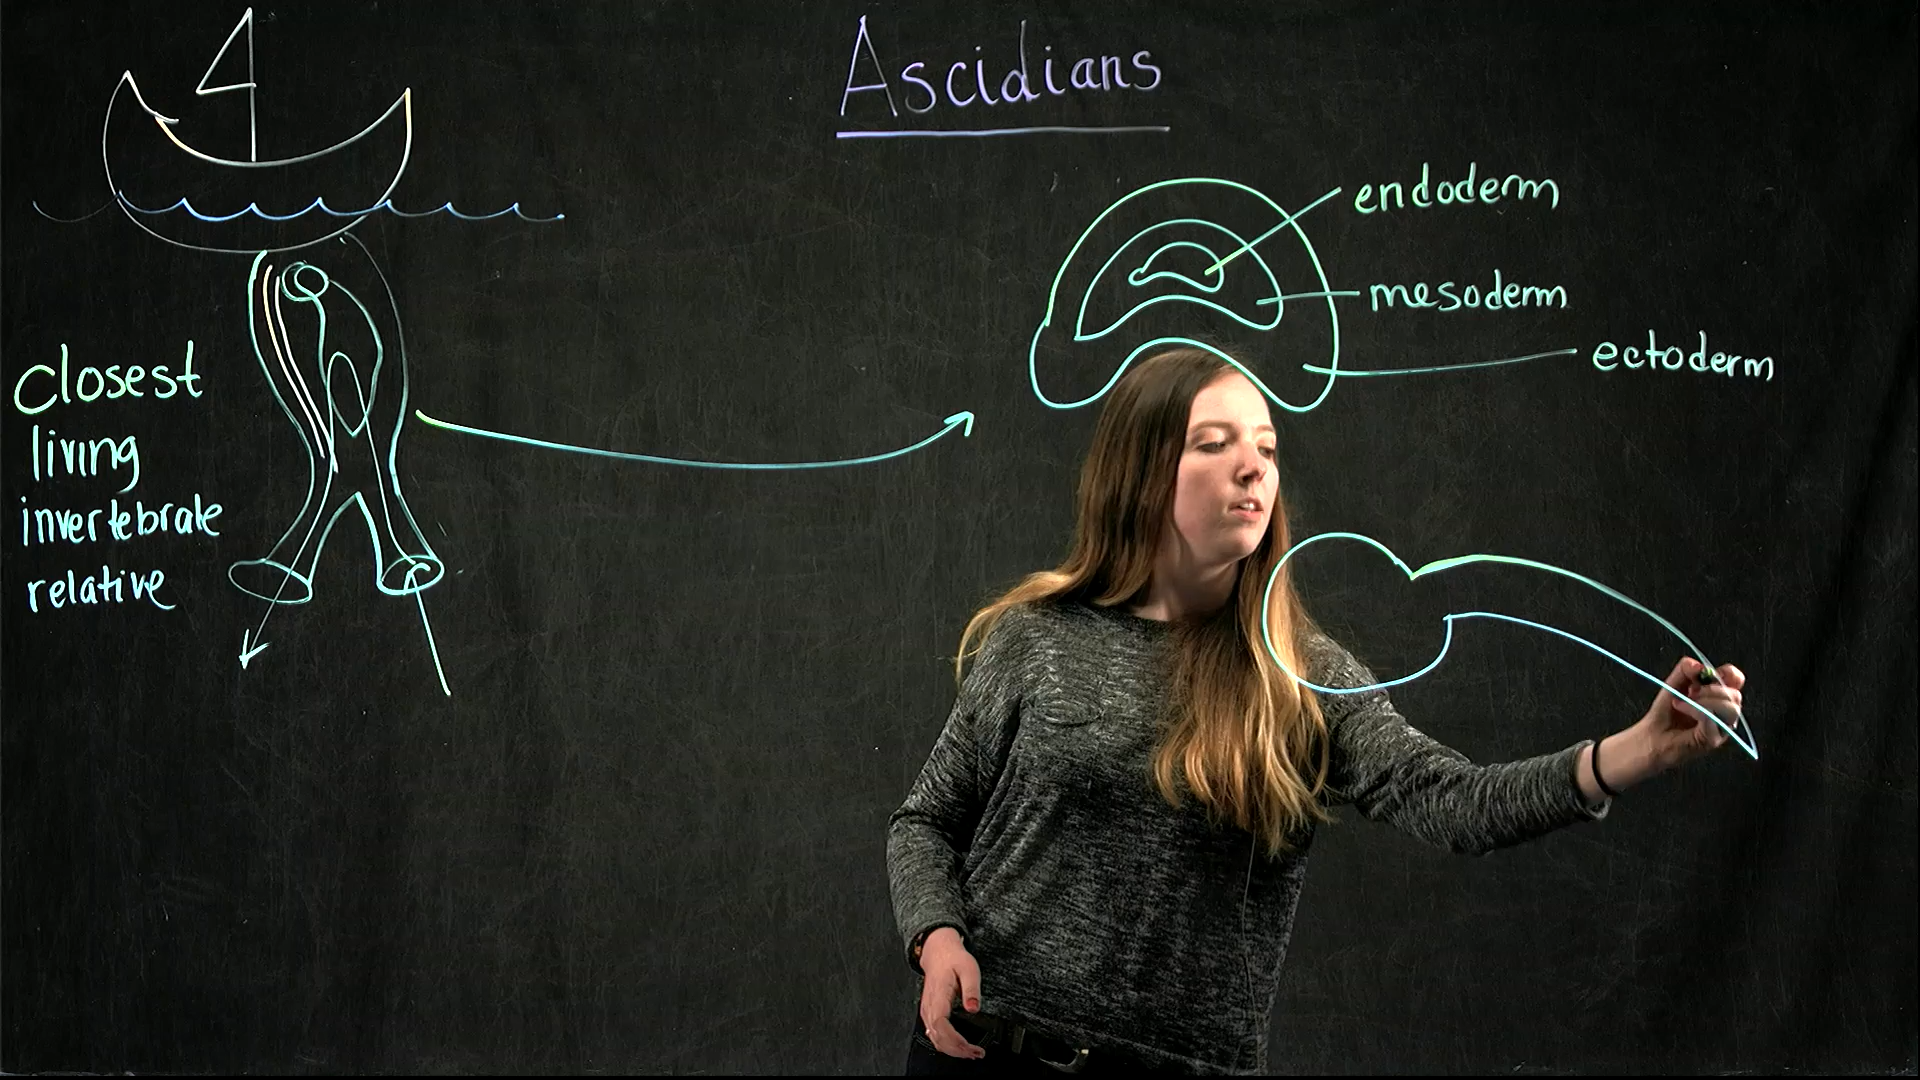 Ascidians
endoderm
mesoderm
ectoderm
Closest
living
invertebrate
relative